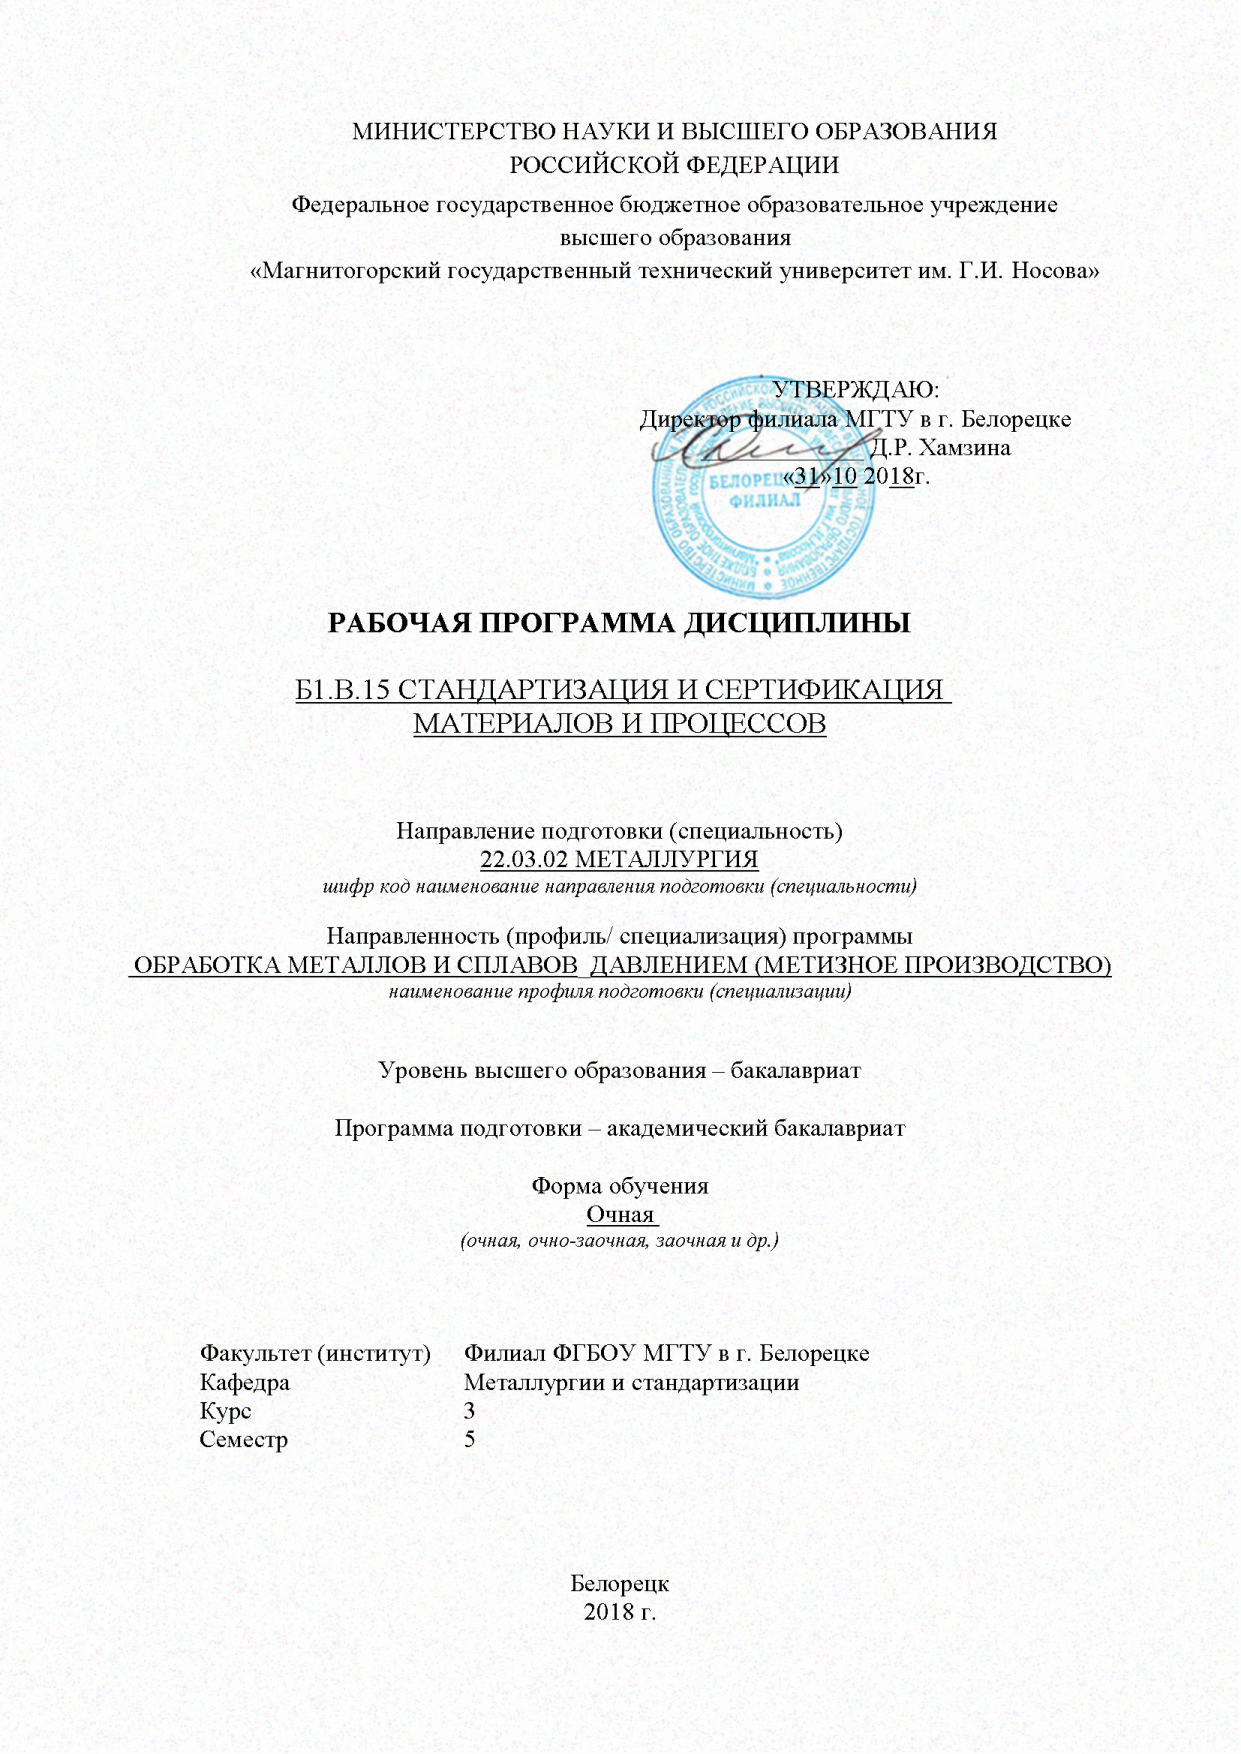 МИНИСТЕРСТВО НАУКИ И ВЫСШЕГО ОБРАЗОВАНИЯ
РОССИЙСКОЙ ФЕДЕРАЦИИ
Федеральное государственное бюджетное образовательное учреждение
высшего образования
«Магнитогорский государственный технический университет им. Г.И. Носова»
УТВЕРЖДАЮ:
Директор филиала МГТУ в г. Белорецке
Д.Р. Хамзина
«31»10 2018г.
ФИЛИАЛ
РАБОЧАЯ ПРОГРАММА ДИСЦИПЛИНЫ
Б1.В.15 СТАНДАРТИЗАЦИЯ И СЕРТИФИКАЦИЯ
МАТЕРИАЛОВ И ПРОЦЕССОВ
Направление подготовки (специальность)
22.03.02 МЕТАЛЛУРГИЯ
шифр код наименование направления подготовки (специальности)
Направленность (профиль/ специализация) программы
ОБРАБОТКА МЕТАЛЛОВ И СПЛАВОВ ДАВЛЕНИЕМ (МЕТИЗНОЕ ПРОИЗВОДСТВО)
наименование профиля подготовки (специализации)
Уровень высшего образования – бакалавриат
Программа подготовки – академический бакалавриат
Форма обучения
Очная
(очная, очно-заочная, заочная и др.)
Факультет (институт) Филиал ФГБОУ МГТУ в г. Белорецке
Кафедра Металлургии и стандартизации
Курс 3
Семестр 5
Белорецк
2018 г.